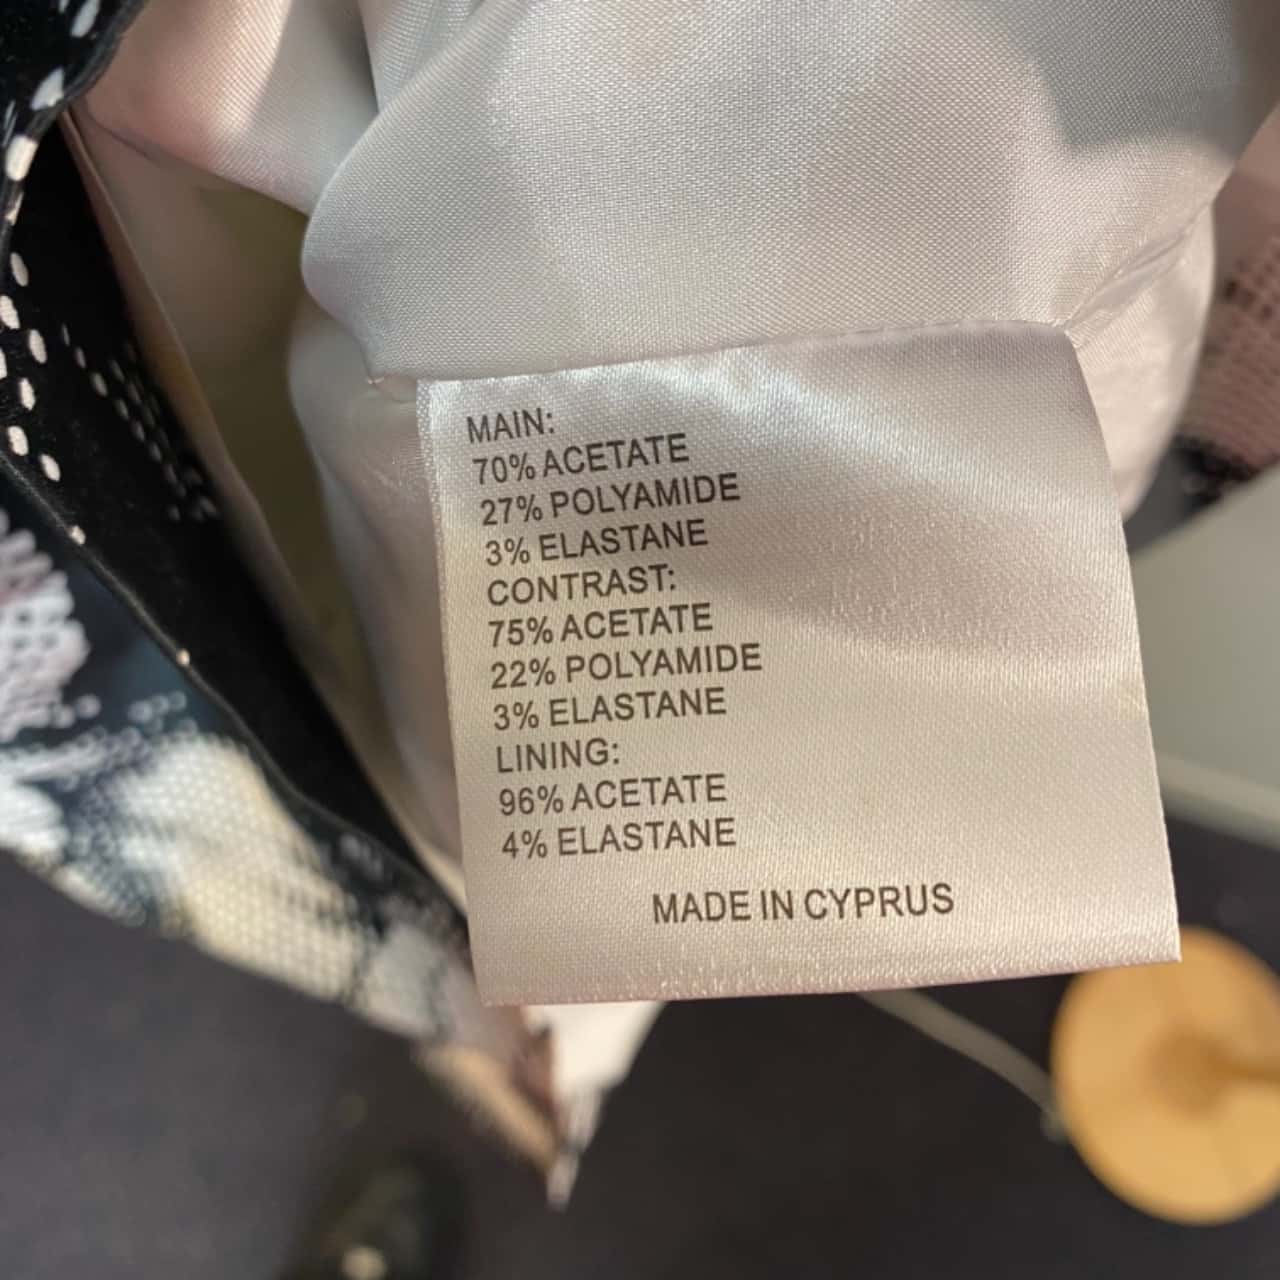 MAIN:
70% ACETATE
27% POLYAMIDE
3% ELASTANE
CONTRAST:
75% ACETATE
22% POLYAMIDE
3% ELASTANE
LINING:
96% ACETATE
4% ELASTANE
MADE IN CYPRUS